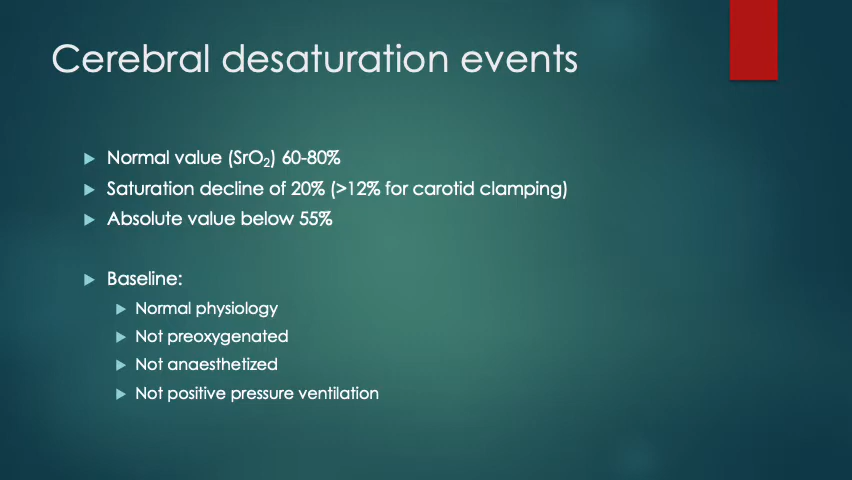 Cerebral desaturation events
Normal value (SrO₂) 60-80%
Saturation decline of 20% (>12% for carotid clamping)
Absolute value below 55%
Baseline:
Normal physiology
Not preoxygenated
Not anaesthetized
Not positive pressure ventilation